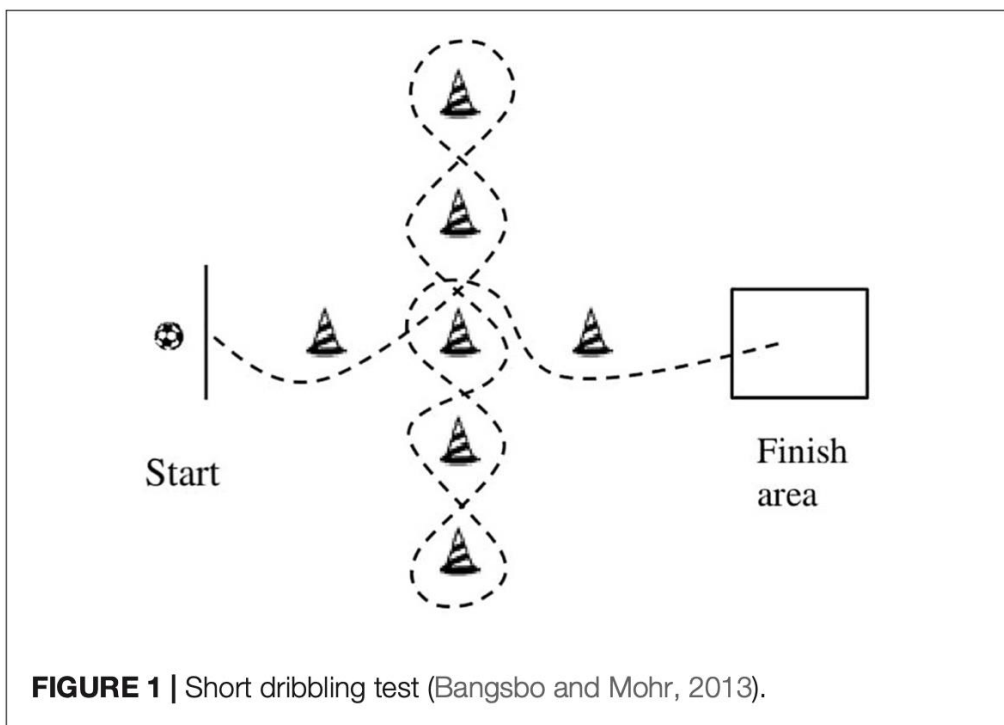 Start
Finish
area
FIGURE 1 | Short dribbling test (Bangsbo and Mohr, 2013).